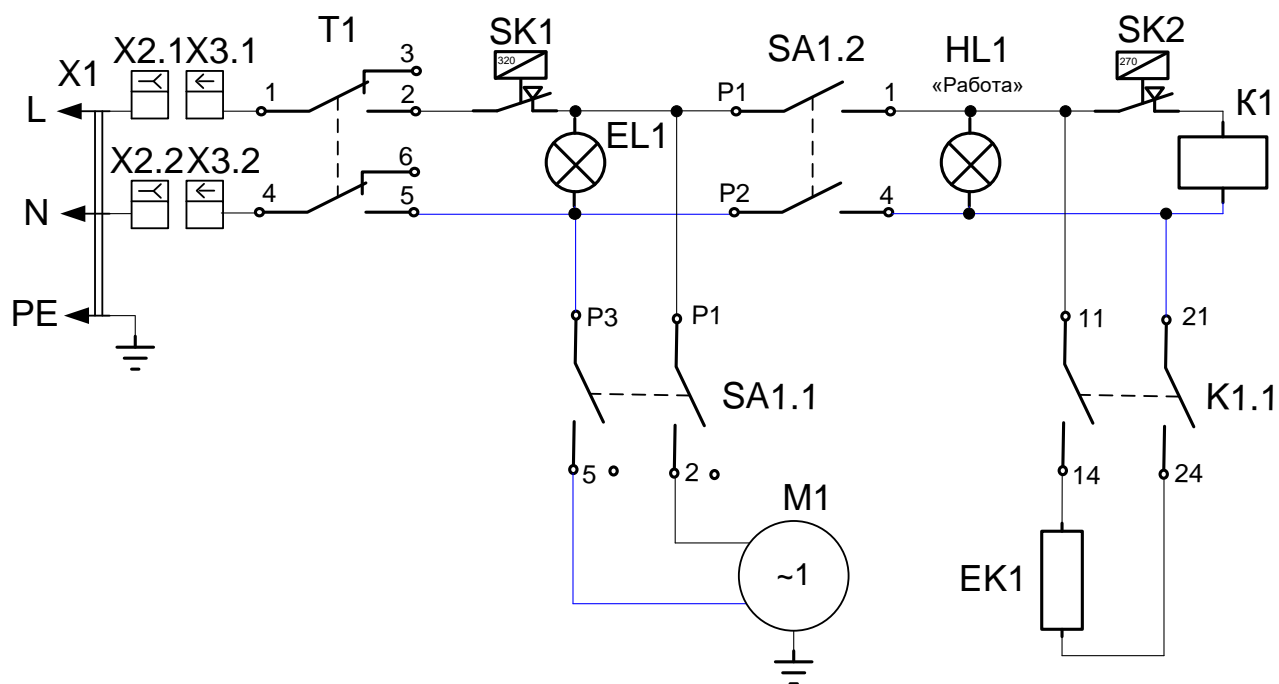 T1
SK1
SA1.2
HL1
SK2
3
X2.1 X3.1
320
«Работа»
270
X1
L
1
2
P1
1
К1
EL1
X2.2 X3.2
6
N
4
5
P2
4
PE
P3
P1
11
21
SA1.1
K1.1
5
2
14
24
M1
~1
EK1